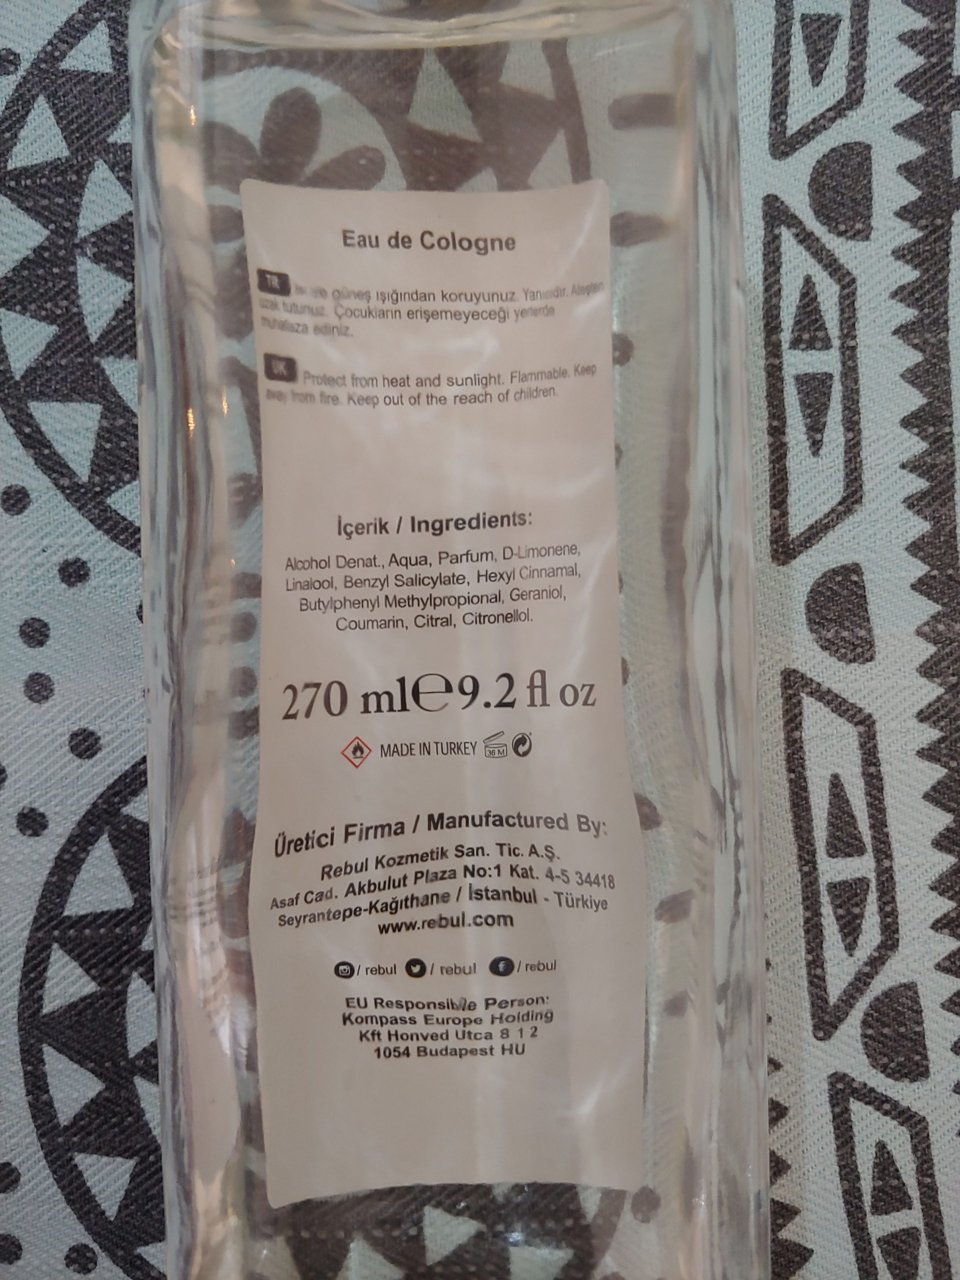 Eau de Cologne
TR güneş ışığından koruyunuz. Yanıcıdır. Ateşten
uzak tutunuz. Çocukların erişemeyeceği yerlerde
muhafaza ediniz.
UK Protect from heat and sunlight. Flammable. Keep
away from fire. Keep out of the reach of children.
İçerik / Ingredients:
Alcohol Denat., Aqua, Parfum, D-Limonene,
Linalool, Benzyl Salicylate, Hexyl Cinnamal,
Butylphenyl Methylpropional, Geraniol,
Coumarin, Citral, Citronellol.
270 ml℮9.2 fl oz
MADE IN TURKEY 36 M
Üretici Firma / Manufactured By:
Rebul Kozmetik San. Tic. A.Ş.
Asaf Cad. Akbulut Plaza No:1 Kat. 4-5 34418
Seyrantepe-Kağıthane / İstanbul - Türkiye
www.rebul.com
/ rebul / rebul f / rebul
EU Responsible Person:
Kompass Europe Holding
Kft Honved Utca 8 1 2
1054 Budapest HU